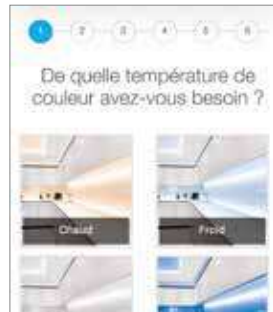 1 2 3 4 5 6
De quelle température de
couleur avez-vous besoin ?
Chaud Froid